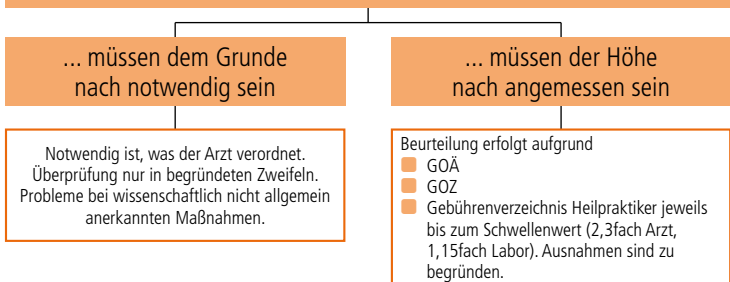 ... müssen dem Grunde
nach notwendig sein
... müssen der Höhe
nach angemessen sein
Notwendig ist, was der Arzt verordnet.
Überprüfung nur in begründeten Zweifeln.
Probleme bei wissenschaftlich nicht allgemein
anerkannten Maßnahmen.
Beurteilung erfolgt aufgrund
GOÄ
GOZ
Gebührenverzeichnis Heilpraktiker jeweils
bis zum Schwellenwert (2,3fach Arzt,
1,15fach Labor). Ausnahmen sind zu
begründen.